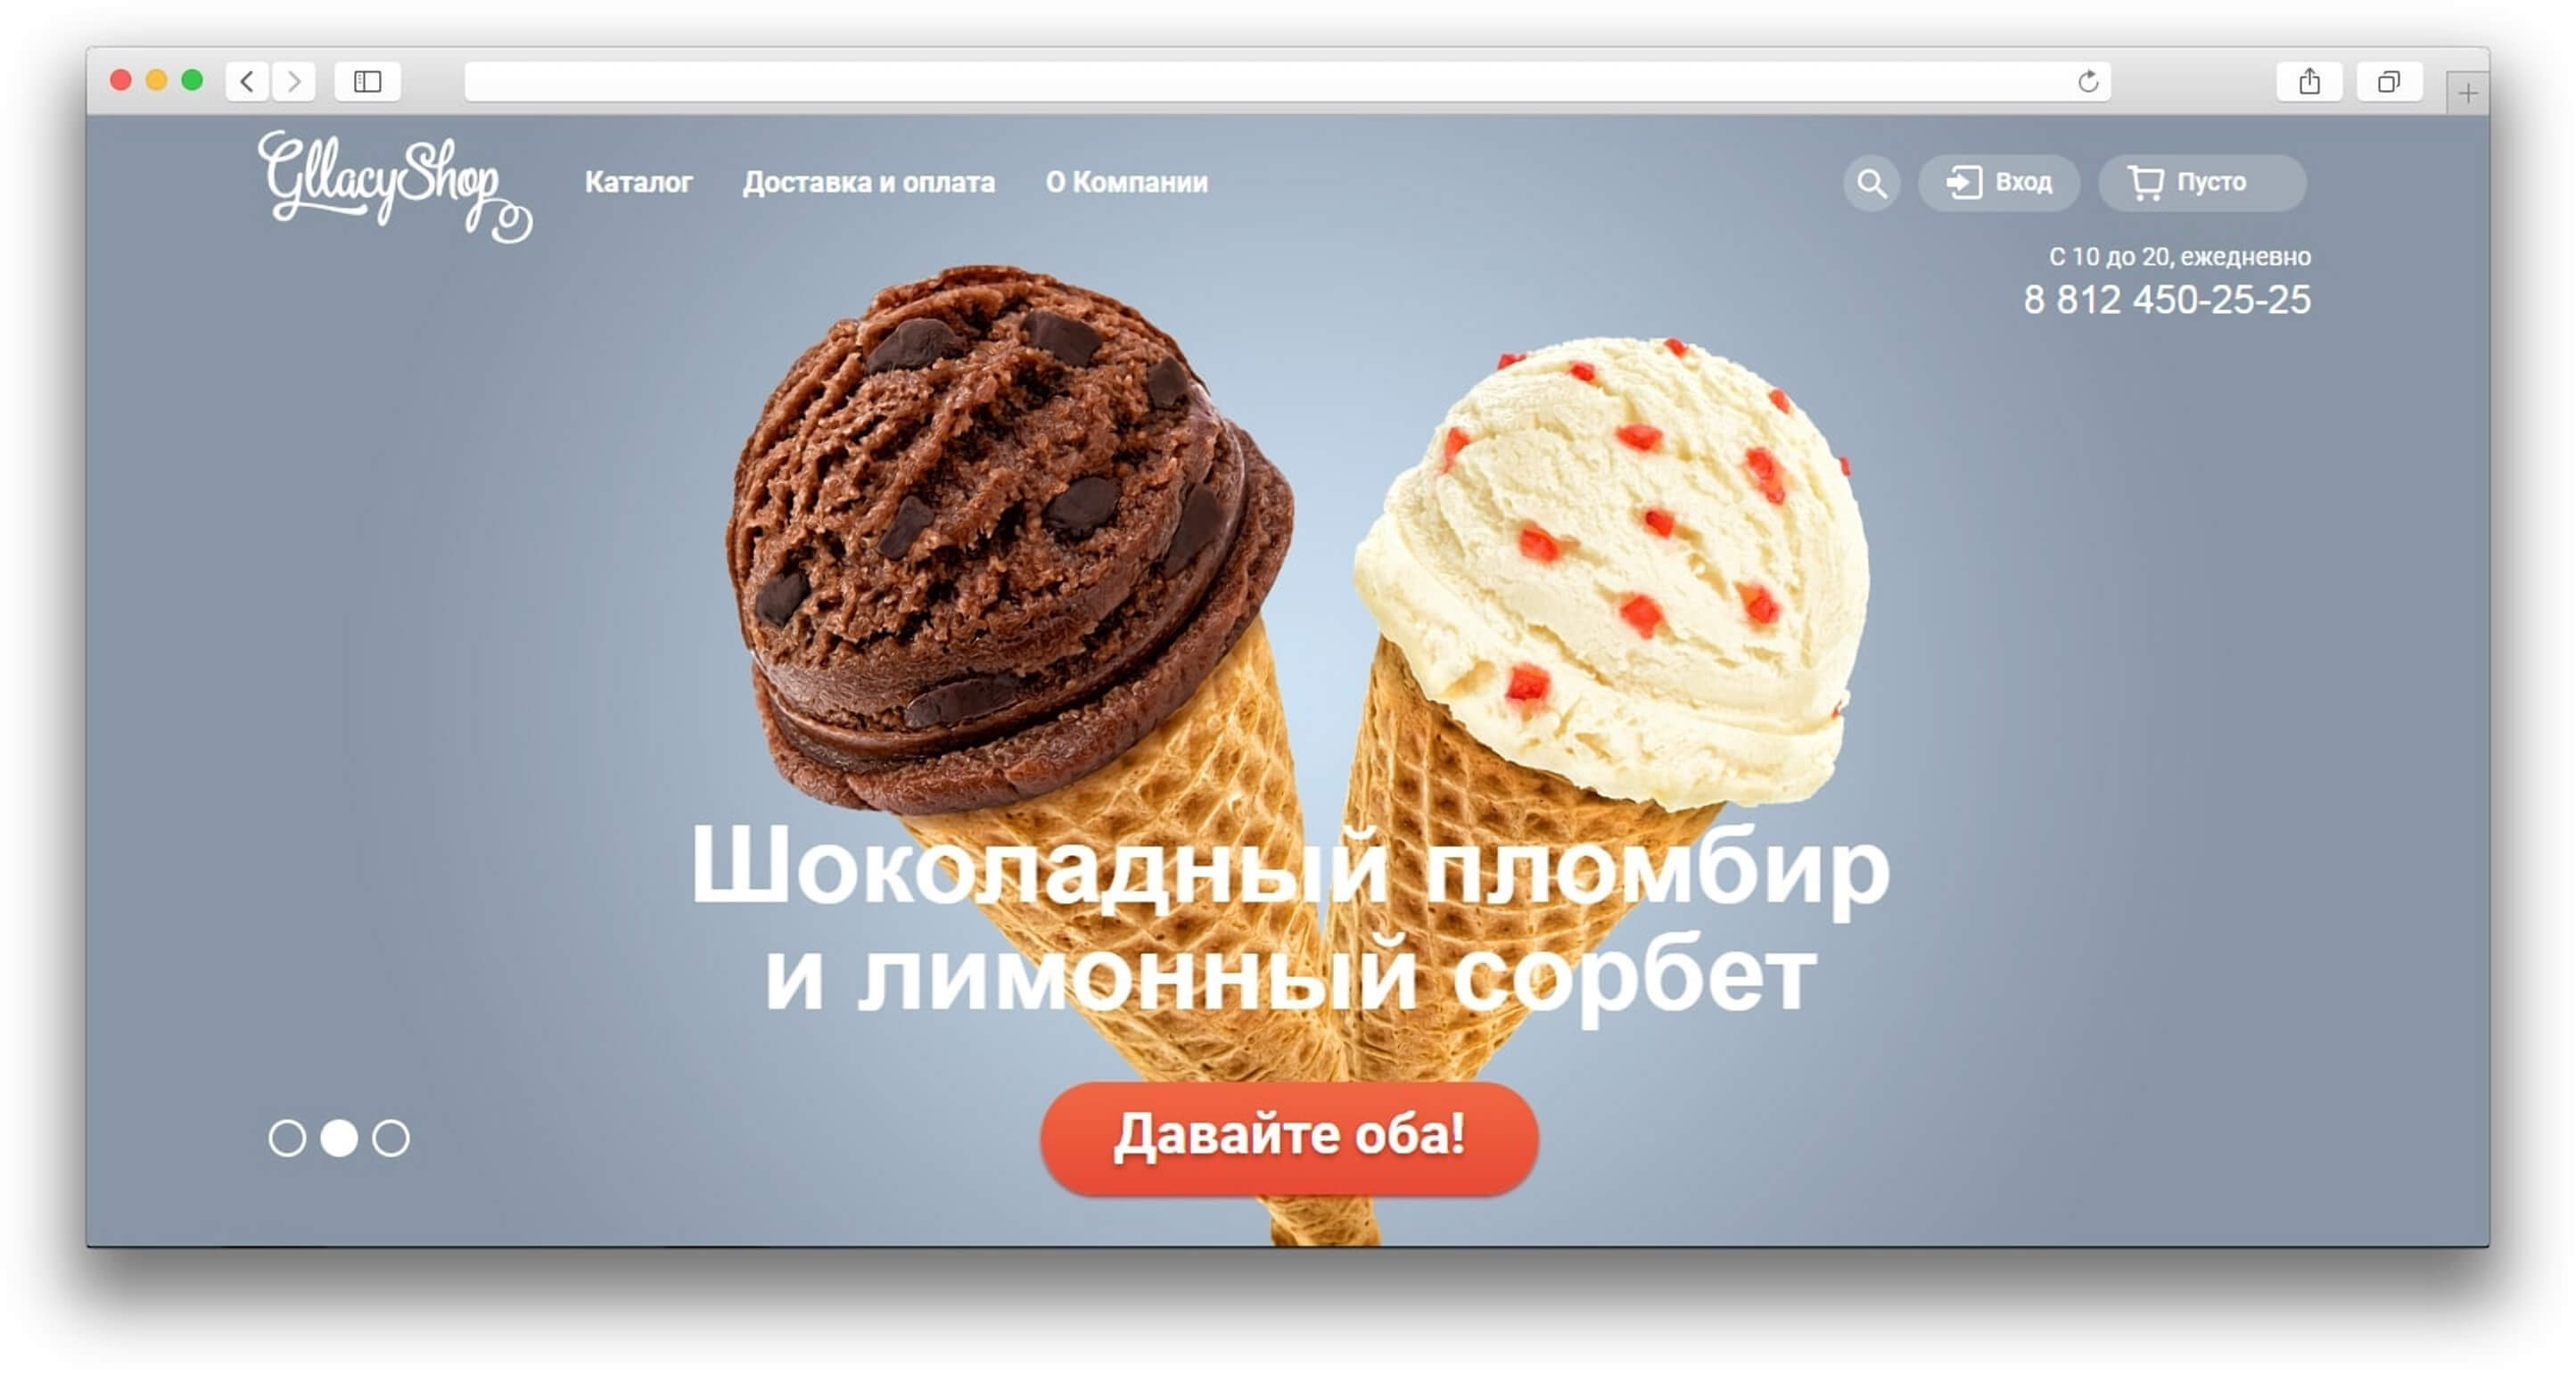 GllacyShop
Каталог
Доставка и оплата
О Компании
Вход
Пусто
С 10 до 20, ежедневно
8 812 450-25-25
Шоколадный пломбир
и лимонный сорбет
Давайте оба!